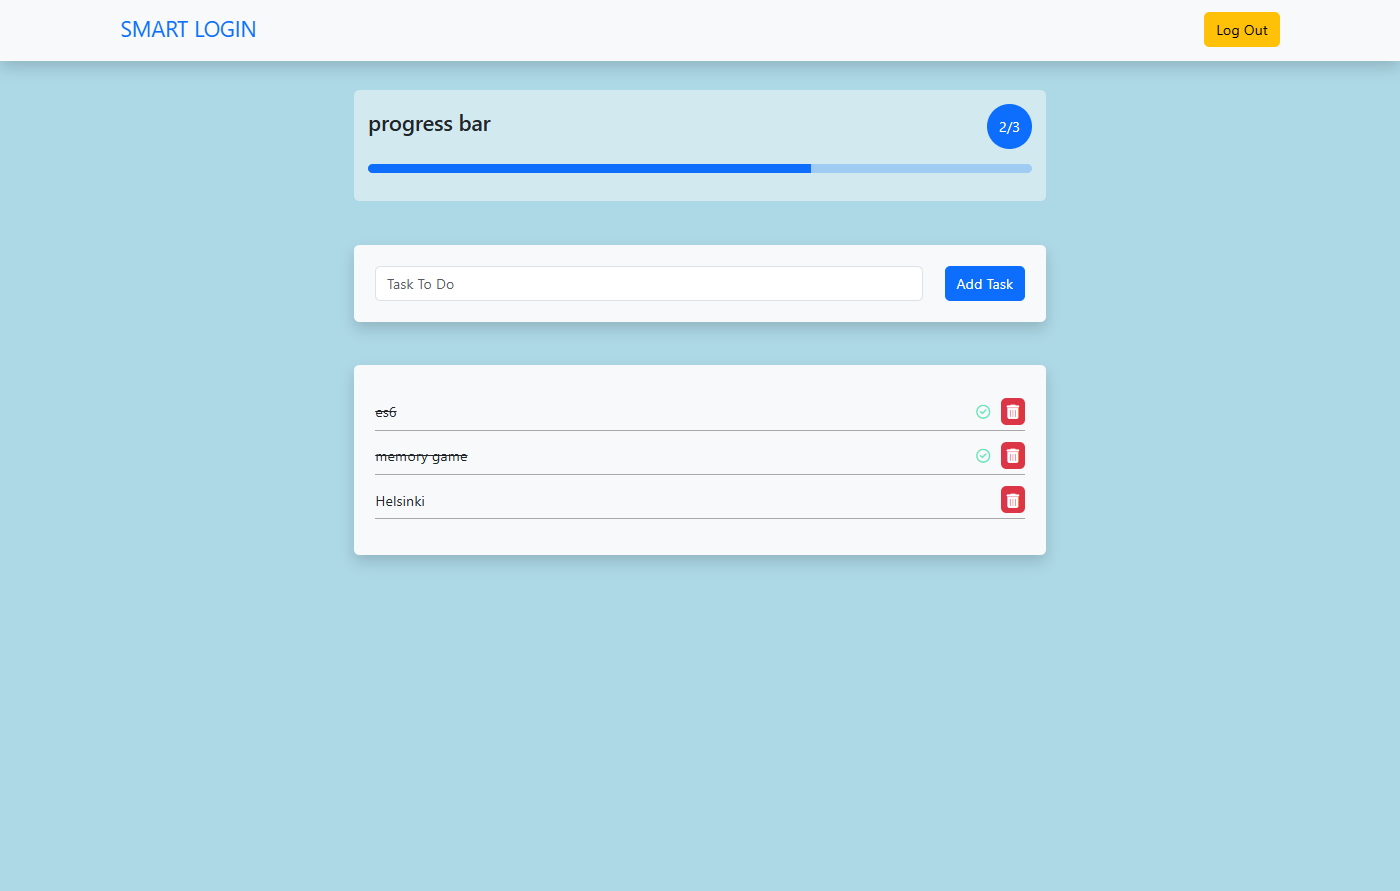 SMART LOGIN
Log Out
progress bar
2/3
Task To Do
Add Task
es6
memory game
Helsinki